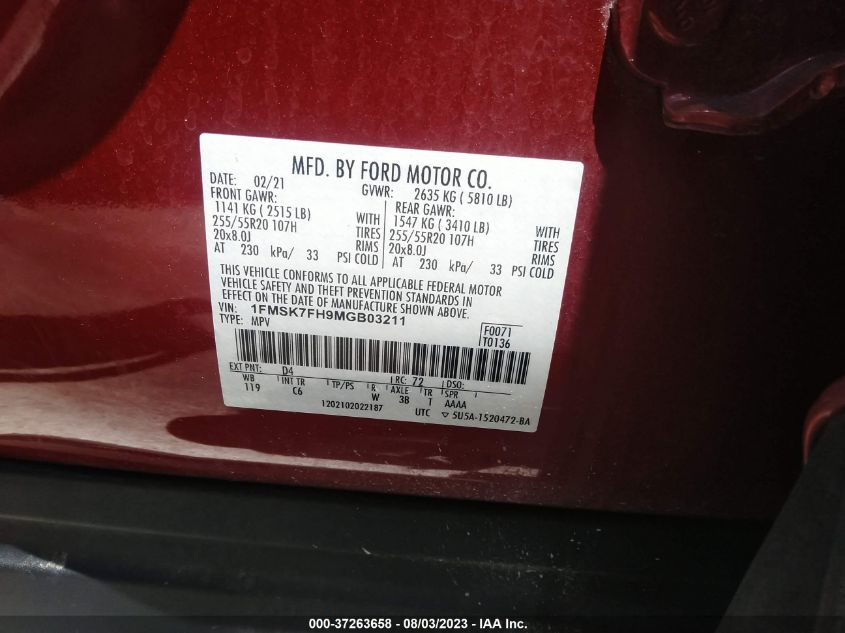 MFD. BY FORD MOTOR CO.
DATE: 02/21 GVWR: 2635 KG ( 5810 LB)
FRONT GAWR: REAR GAWR:
1141 KG ( 2515 LB) WITH 1547 KG ( 3410 LB) WITH
255/55R20 107H TIRES 255/55R20 107H TIRES
20x8.0J RIMS 20x8.0J RIMS
AT 230 kPa/ 33 PSI COLD AT 230 kPa/ 33 PSI COLD
THIS VEHICLE CONFORMS TO ALL APPLICABLE FEDERAL MOTOR
VEHICLE SAFETY AND THEFT PREVENTION STANDARDS IN
EFFECT ON THE DATE OF MANUFACTURE SHOWN ABOVE.
VIN: 1FMSK7FH9MGB03211
TYPE: MPV
F0071
T0136
EXT PNT: D4 RC: 72 DSO:
WB INT TR TP/PS R AXLE TR SPR
119 C6 W 3B T AAAA
1202102022187 UTC ▽ 5U5A-1520472-BA
000-37263658 - 08/03/2023 - IAA Inc.